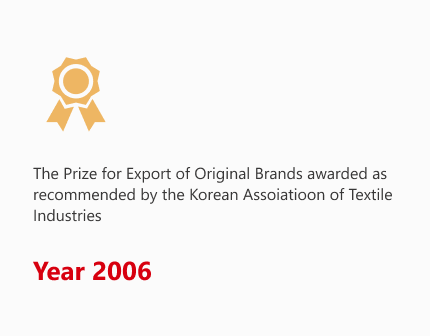 The Prize for Export of Original Brands awarded as
recommended by the Korean Assoiatioon of Textile
Industries
Year 2006